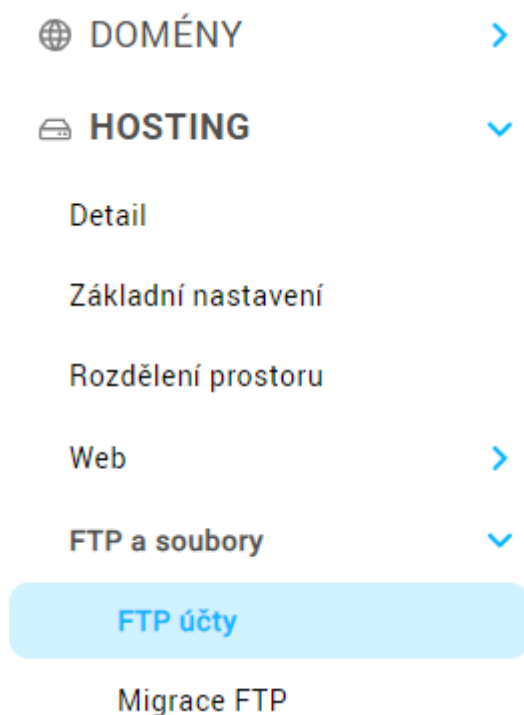 DOMÉNY
HOSTING
Detail
Základní nastavení
Rozdělení prostoru
Web
FTP a soubory
FTP účty
Migrace FTP